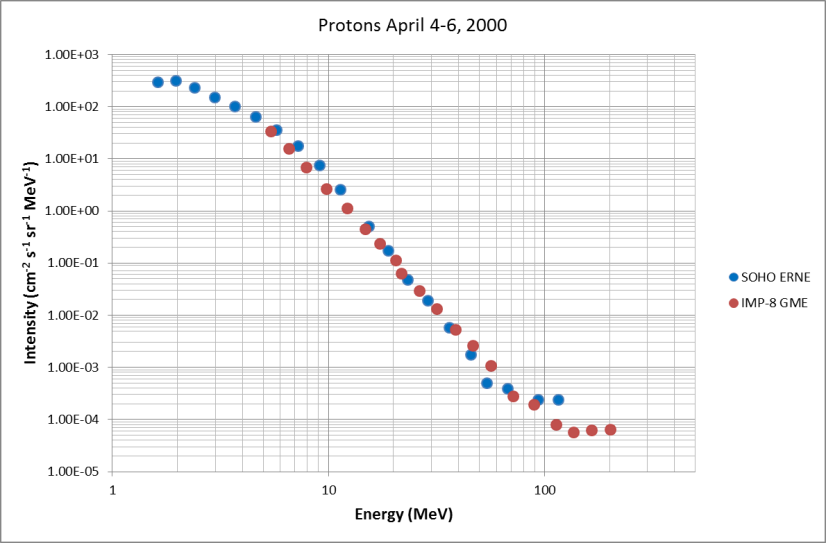 Protons April 4-6, 2000
1.00E+03
1.00E+02
1.00E+01
1.00E+00
1.00E-01
1.00E-02
1.00E-03
1.00E-04
1.00E-05
Intensity (cm⁻² s⁻¹ sr⁻¹ MeV⁻¹)
1 10 100
Energy (MeV)
SOHO ERNE
IMP-8 GME